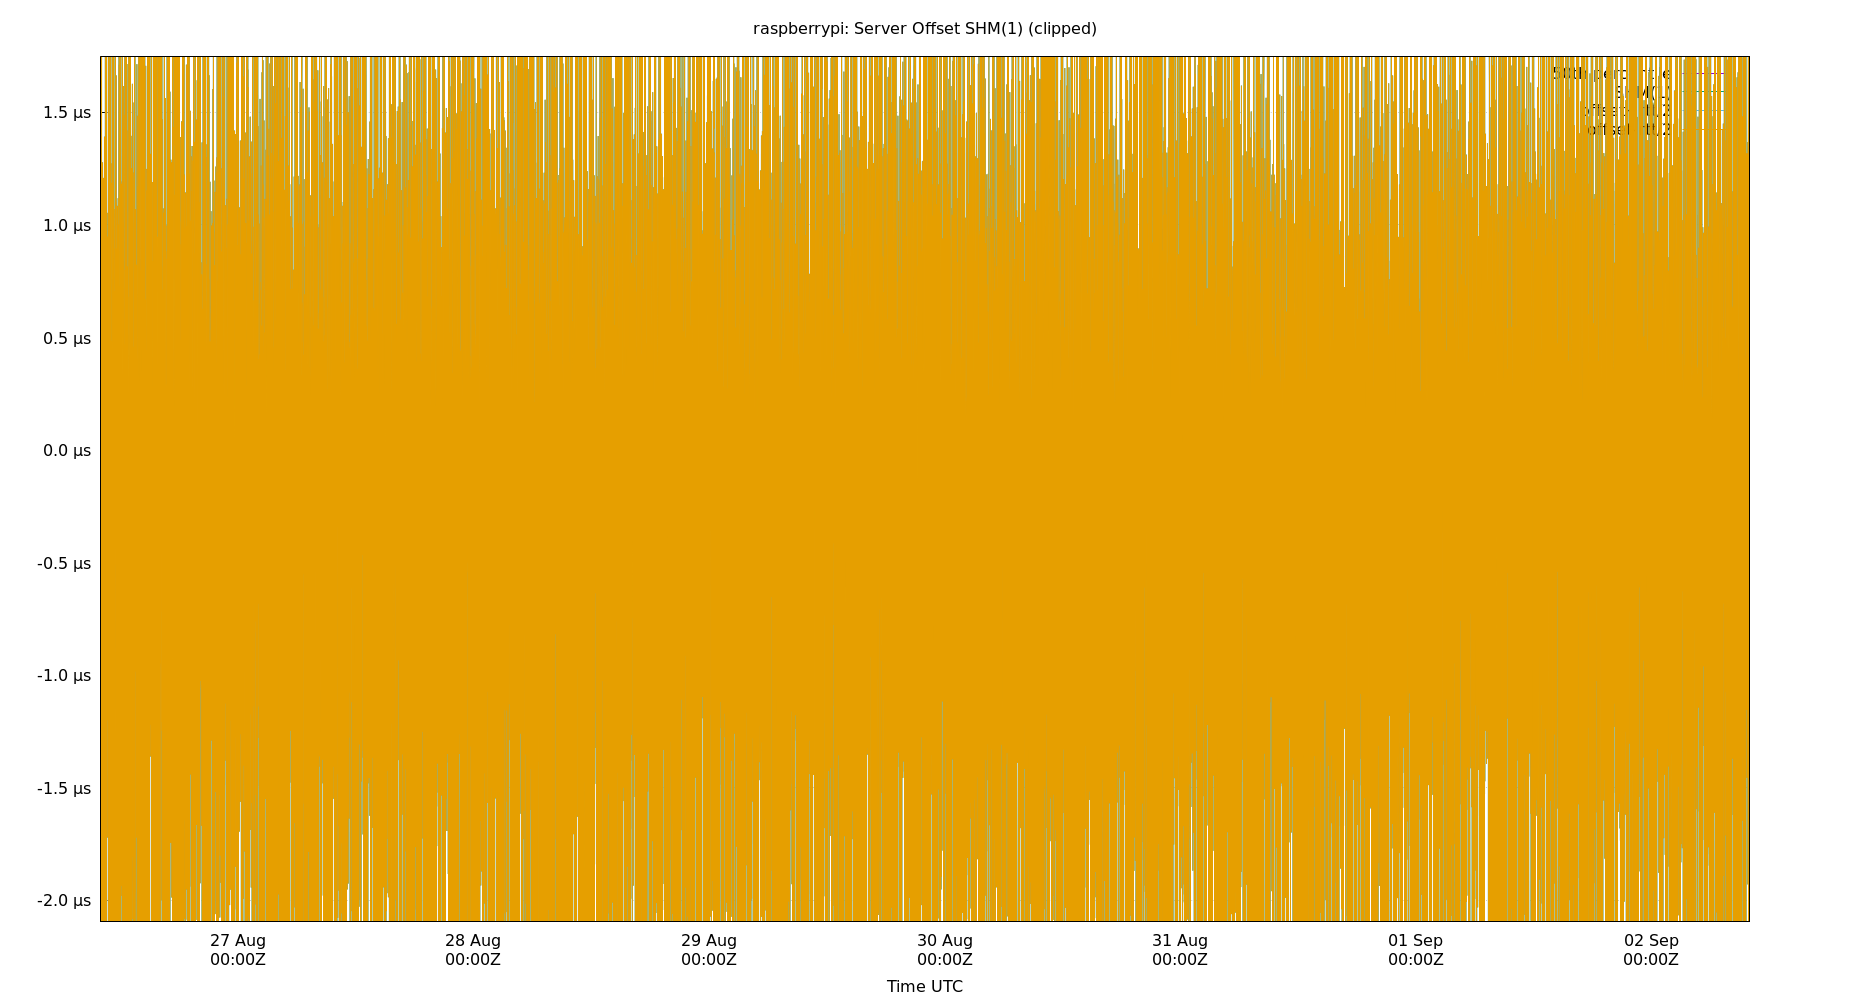 raspberrypi: Server Offset SHM(1) (clipped)
1.5 µs
1.0 µs
0.5 µs
0.0 µs
-0.5 µs
-1.0 µs
-1.5 µs
-2.0 µs
27 Aug 28 Aug 29 Aug 30 Aug 31 Aug 01 Sep 02 Sep
00:00Z 00:00Z 00:00Z 00:00Z 00:00Z 00:00Z 00:00Z
Time UTC